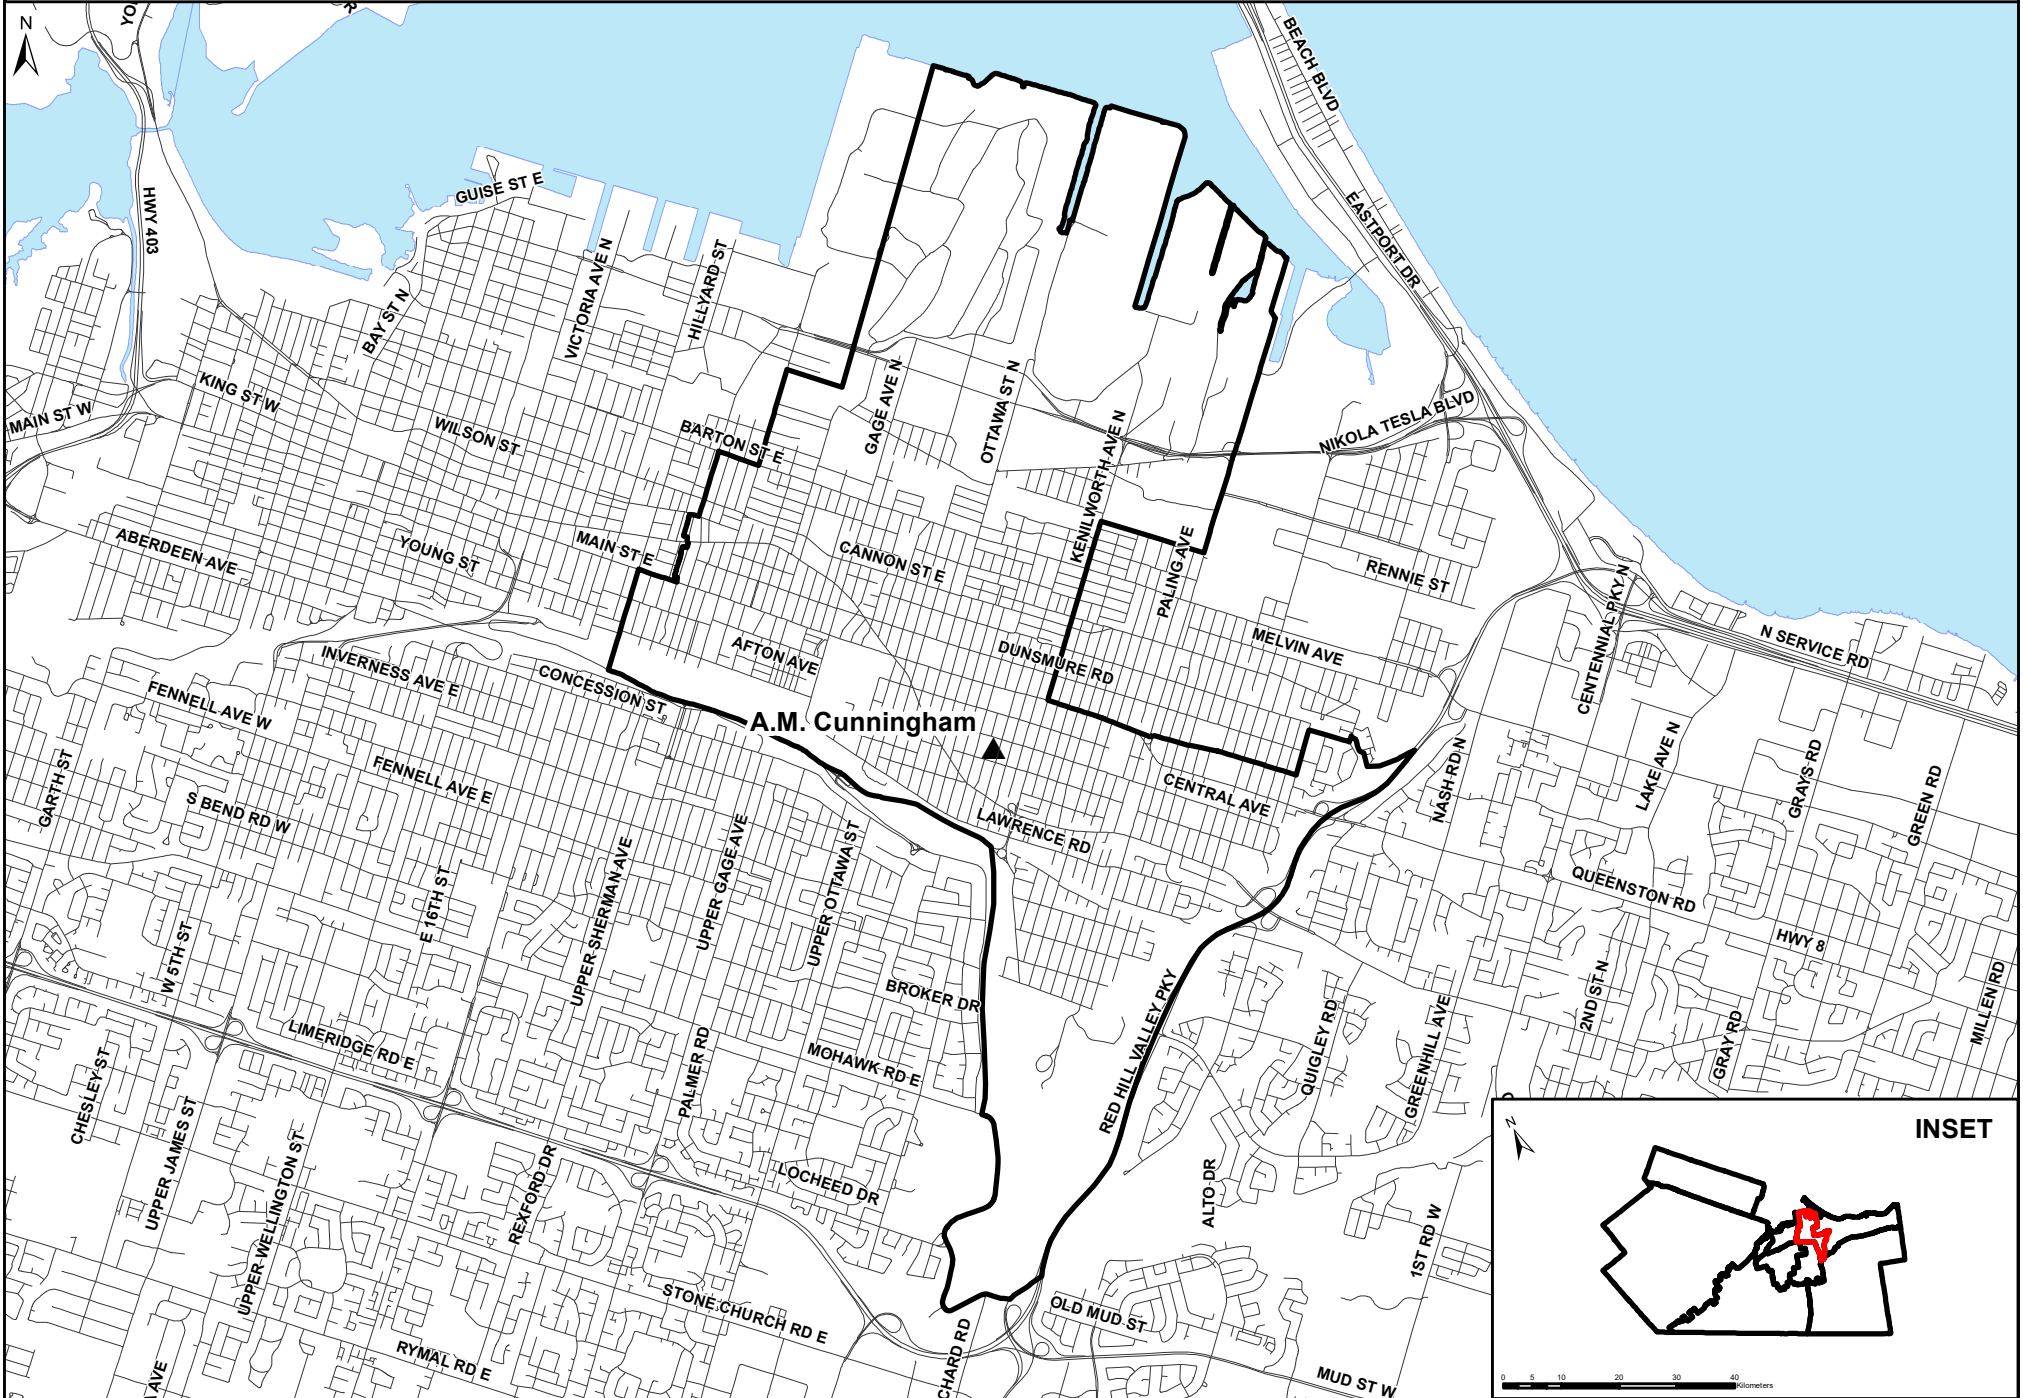 N
BEACH BLVD
GUISE ST E
HWY 403
EASTPORT DR
VICTORIA AVE N
HILLYARD ST
BAY ST N
GAGE AVE N
OTTAWA ST N
KING ST W
MAIN ST W
WILSON ST
BARTON ST E
KENILWORTH AVE N
NIKOLA TESLA BLVD
ABERDEEN AVE
YOUNG ST
MAIN ST E
CANNON ST E
PALING AVE
RENNIE ST
CENTENNIAL PKY N
N SERVICE RD
INVERNESS AVE E
CONCESSION ST
AFTON AVE
DUNSMURE RD
MELVIN AVE
FENNELL AVE W
A.M. Cunningham
LAKE AVE N
GRAYS RD
GREEN RD
GARTH ST
S BEND RD W
FENNELL AVE E
CENTRAL AVE
NASH RD N
LAWRENCE RD
UPPER SHERMAN AVE
UPPER GAGE AVE
UPPER OTTAWA ST
E 16TH ST
W 5TH ST
QUEENSTON RD
HWY 8
BROKER DR
RED HILL VALLEY PKY
2ND ST N
MILLEN RD
LIMERIDGE RD E
PALMER RD
MOHAWK RD E
QUIGLEY RD
GREENHILL AVE
GRAY RD
CHESLEY ST
UPPER JAMES ST
UPPER WELLINGTON ST
REXFORD DR
LOCHEED DR
ALTO DR
1ST RD W
STONE CHURCH RD E
OLD MUD ST
RYMAL RD E
CHARD RD
MUD ST W
AVE
INSET
N
0 5 10 20 30 40
Kilometers